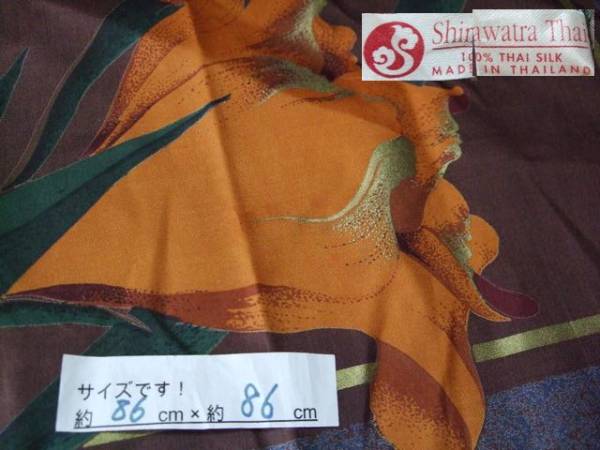 Shinawatra Thai
100% THAI SILK
MADE IN THAILAND
サイズです!
約 86 cm × 約 86 cm